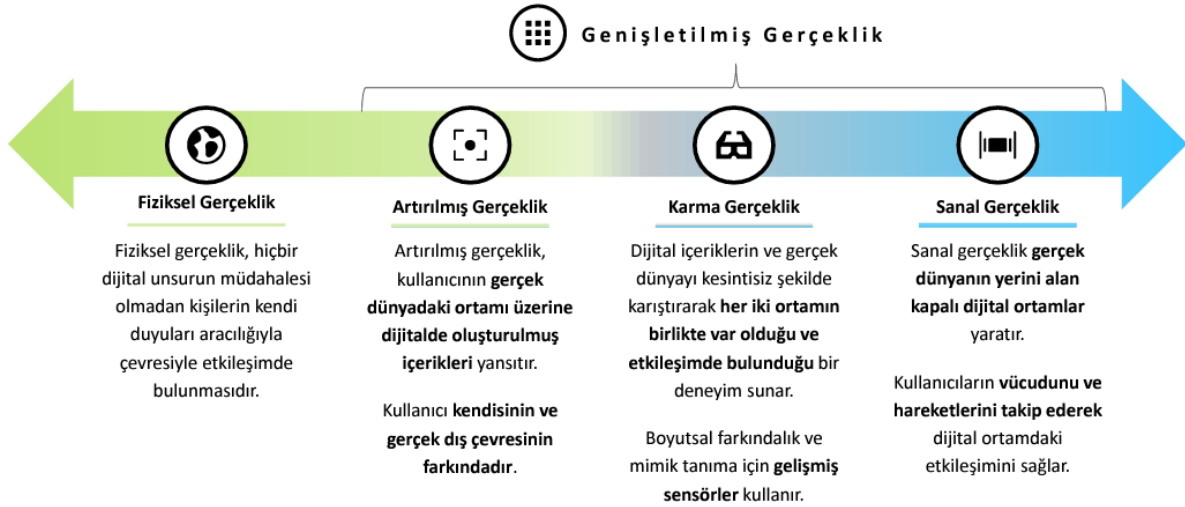 Genişletilmiş Gerçeklik
Fiziksel Gerçeklik
Fiziksel gerçeklik, hiçbir
dijital unsurun müdahalesi
olmadan kişilerin kendi
duyuları aracılığıyla
çevresiyle etkileşimde
bulunmasıdır.
Artırılmış Gerçeklik
Artırılmış gerçeklik,
kullanıcının gerçek
dünyadaki ortamı üzerine
dijitalde oluşturulmuş
içerikleri yansıtır.
Kullanıcı kendisinin ve
gerçek dış çevresinin
farkındadır.
Karma Gerçeklik
Dijital içeriklerin ve gerçek
dünyayı kesintisiz şekilde
karıştırarak her iki ortamın
birlikte var olduğu ve
etkileşimde bulunduğu bir
deneyim sunar.
Boyutsal farkındalık ve
mimik tanıma için gelişmiş
sensörler kullanır.
Sanal Gerçeklik
Sanal gerçeklik gerçek
dünyanın yerini alan
kapalı dijital ortamlar
yaratır.
Kullanıcıların vücudunu ve
hareketlerini takip ederek
dijital ortamdaki
etkileşimini sağlar.